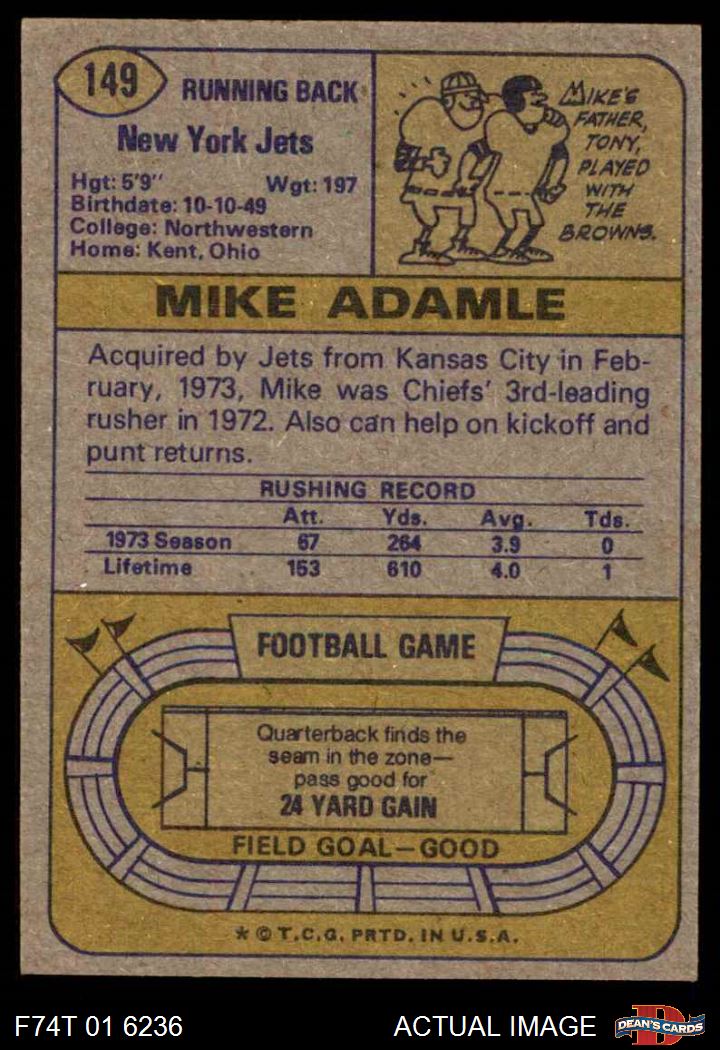 149
RUNNING BACK
New York Jets
Hgt: 5'9" Wgt: 197
Birthdate: 10-10-49
College: Northwestern
Home: Kent, Ohio
MIKE'S
FATHER,
TONY,
PLAYED
WITH
THE
BROWNS.
MIKE ADAMLE
Acquired by Jets from Kansas City in Feb-
ruary, 1973, Mike was Chiefs' 3rd-leading
rusher in 1972. Also can help on kickoff and
punt returns.
RUSHING RECORD
Att. Yds. Avg. Tds.
1973 Season 67 264 3.9 0
Lifetime 153 610 4.0 1
FOOTBALL GAME
Quarterback finds the
seam in the zone—
pass good for
24 YARD GAIN
FIELD GOAL—GOOD
* © T.C.G. PRTD. IN U.S.A.
F74T 01 6236 ACTUAL IMAGE
D
DEAN'S CARDS